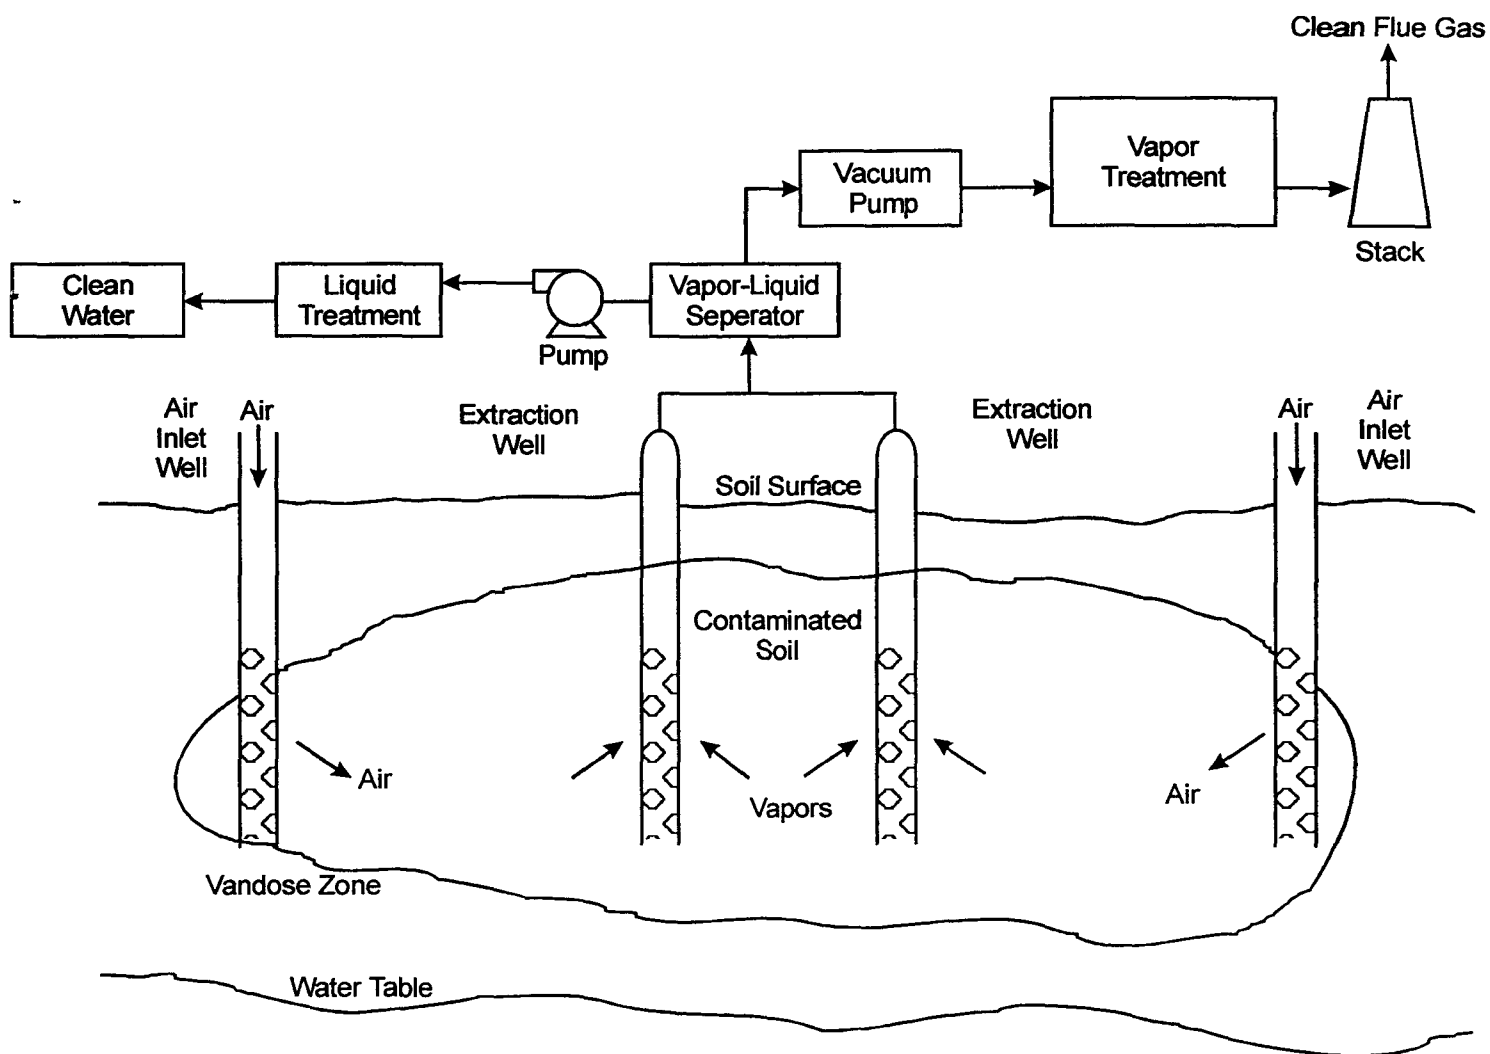 Clean Flue Gas
Vapor
Treatment
Vacuum
Pump
Stack
Clean
Water
Liquid
Treatment
Pump
Vapor-Liquid
Seperator
Air
Inlet
Well
Air
Extraction
Well
Extraction
Well
Air
Air
Inlet
Well
Soil Surface
Contaminated
Soil
Air
Vapors
Air
Vandose Zone
Water Table